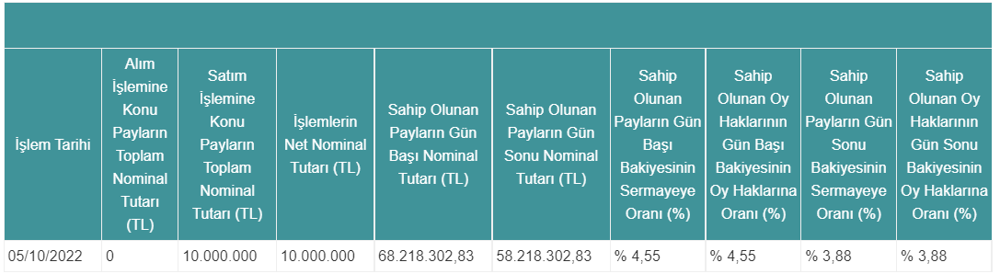 İşlem Tarihi
Alım
İşlemine
Konu
Payların
Toplam
Nominal
Tutarı
(TL)
Satım
İşlemine
Konu
Payların
Toplam
Nominal
Tutarı (TL)
İşlemlerin
Net Nominal
Tutarı (TL)
Sahip Olunan
Payların Gün
Başı Nominal
Tutarı (TL)
Sahip Olunan
Payların Gün
Sonu Nominal
Tutarı (TL)
Sahip
Olunan
Payların Gün
Başı
Bakiyesinin
Sermayeye
Oranı (%)
Sahip
Olunan Oy
Haklarının
Gün Başı
Bakiyesinin
Oy Haklarına
Oranı (%)
Sahip
Olunan
Payların Gün
Sonu
Bakiyesinin
Sermayeye
Oranı (%)
Sahip
Olunan Oy
Haklarının
Gün Sonu
Bakiyesinin
Oy Haklarına
Oranı (%)
05/10/2022 0 10.000.000 10.000.000 68.218.302,83 58.218.302,83 % 4,55 % 4,55 % 3,88 % 3,88